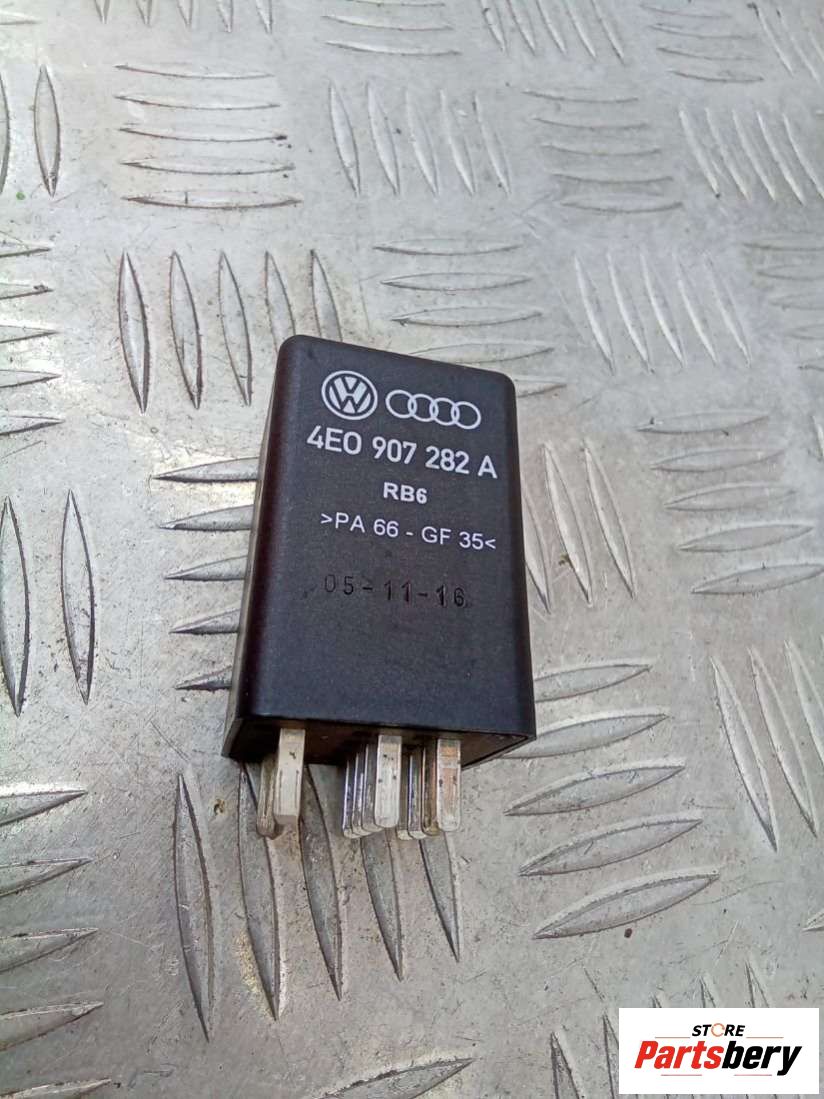 4E0 907 282 A
RB6
>PA 66 - GF 35<
05-11-16
STORE
Partsbery